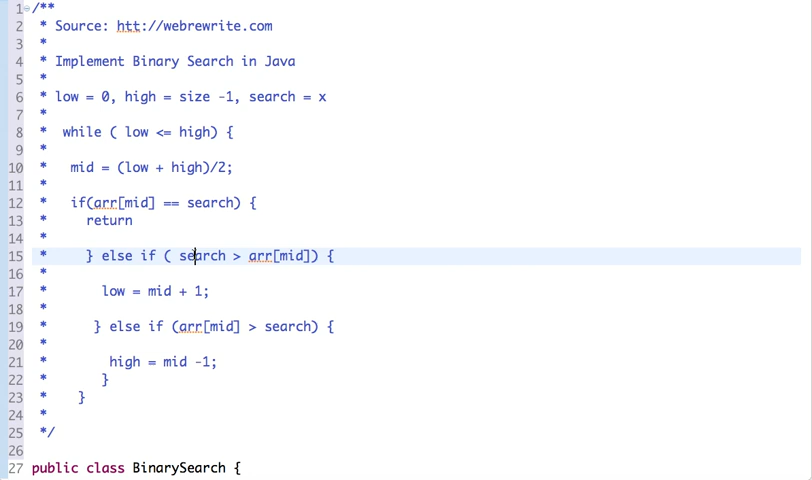 1 /**
2 * Source: htt://webrewrite.com
3 *
4 * Implement Binary Search in Java
5 *
6 * low = 0, high = size -1, search = x
7 *
8 * while ( low <= high) {
9 *
10 * mid = (low + high)/2;
11 *
12 * if(arr[mid] == search) {
13 * return
14 *
15 * } else if ( search > arr[mid]) {
16 *
17 * low = mid + 1;
18 *
19 * } else if (arr[mid] > search) {
20 *
21 * high = mid -1;
22 * }
23 * }
24 *
25 */
26
27 public class BinarySearch {